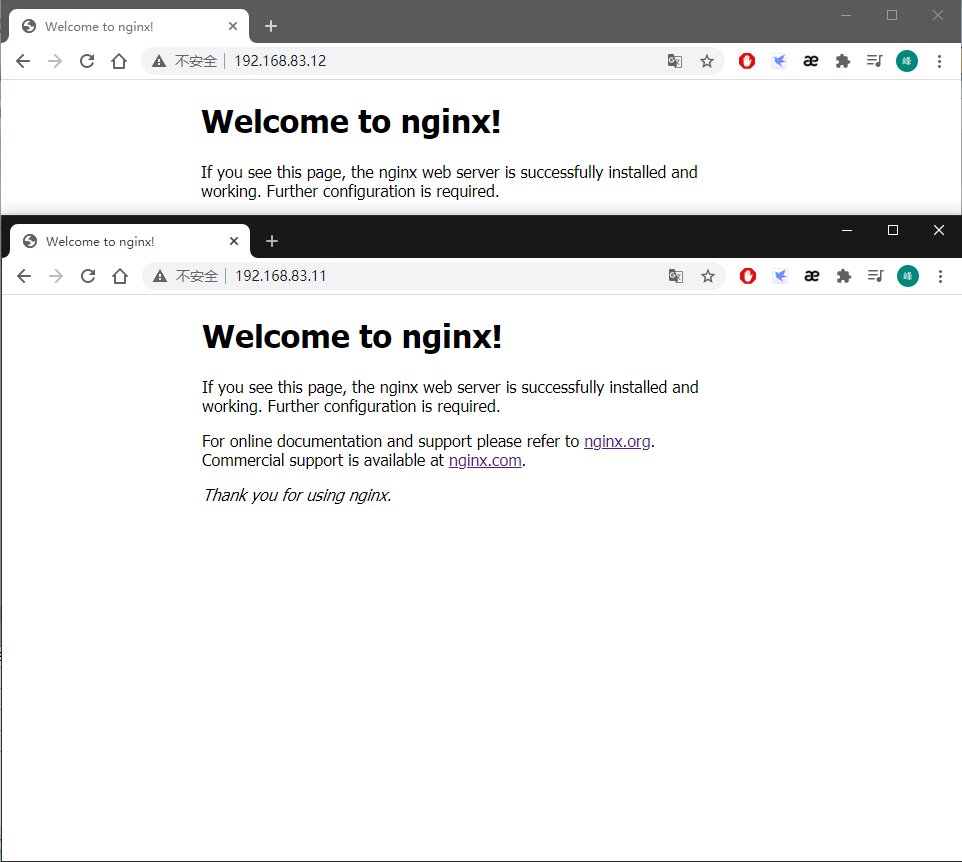 Welcome to nginx!
不安全 192.168.83.12
æ
峰
Welcome to nginx!
If you see this page, the nginx web server is successfully installed and
working. Further configuration is required.
Welcome to nginx!
不安全 192.168.83.11
æ
峰
Welcome to nginx!
If you see this page, the nginx web server is successfully installed and
working. Further configuration is required.
For online documentation and support please refer to nginx.org.
Commercial support is available at nginx.com.
Thank you for using nginx.